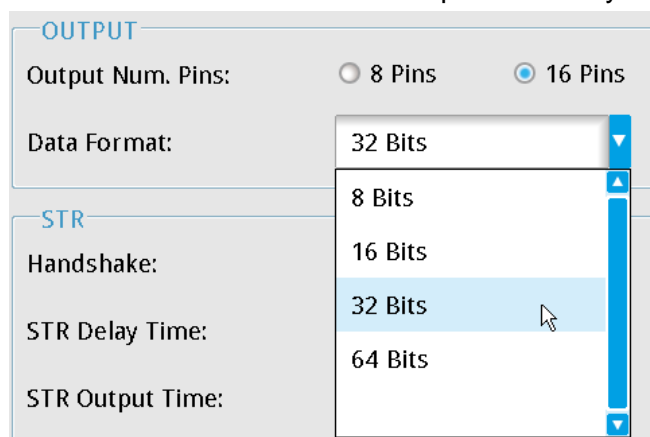 OUTPUT
Output Num. Pins: 8 Pins 16 Pins
Data Format: 32 Bits
8 Bits
STR
16 Bits
Handshake:
32 Bits
STR Delay Time:
64 Bits
STR Output Time: